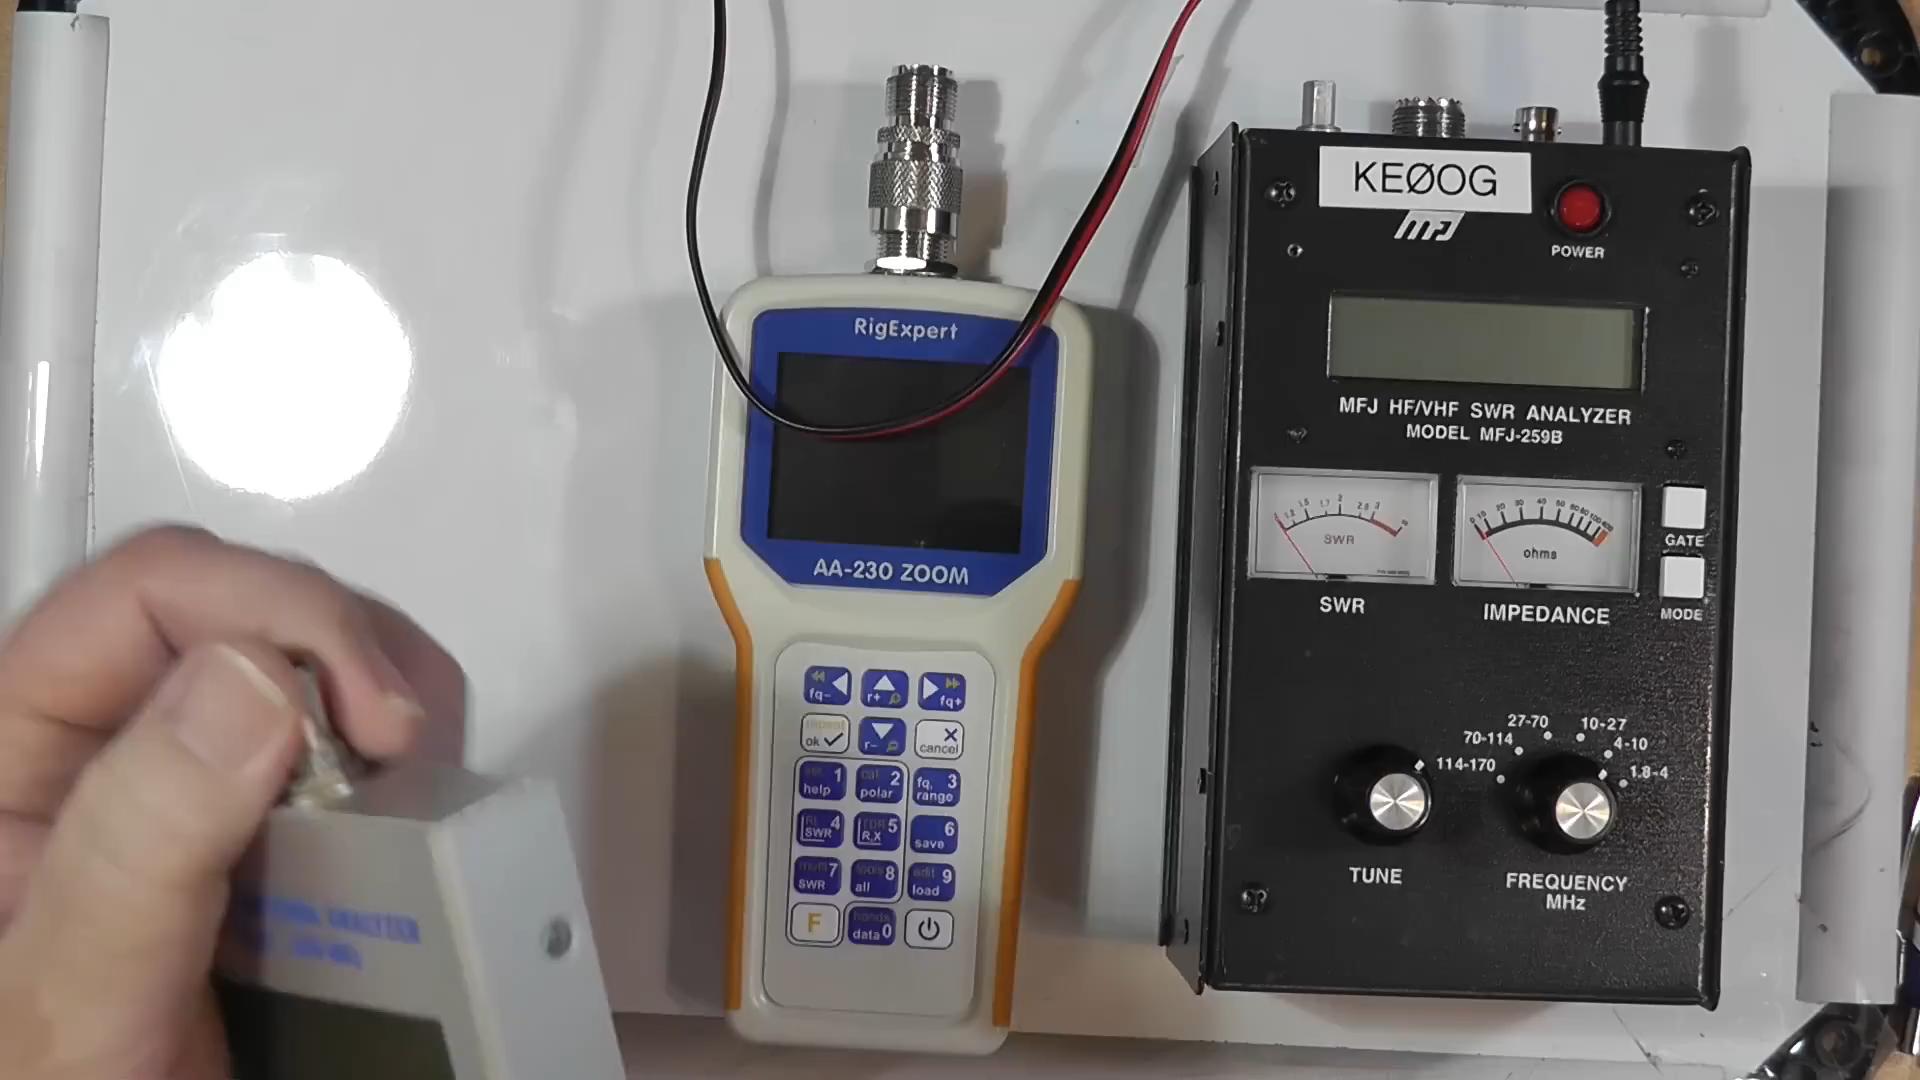 RigExpert
AA-230 ZOOM
fq-
r+
fq+
repeat
ok
r-
cancel
1
help
2
polar
fq. 3
range
4
SWR
5
R,X
6
save
7
SWR
8
all
edit 9
load
F
data 0
KEØOG
MFJ
POWER
MFJ HF/VHF SWR ANALYZER
MODEL MFJ-259B
SWR
ohms
GATE
SWR
IMPEDANCE
MODE
27-70
10-27
70-114
4-10
114-170
1.8-4
TUNE
FREQUENCY
MHz
ANALYZER